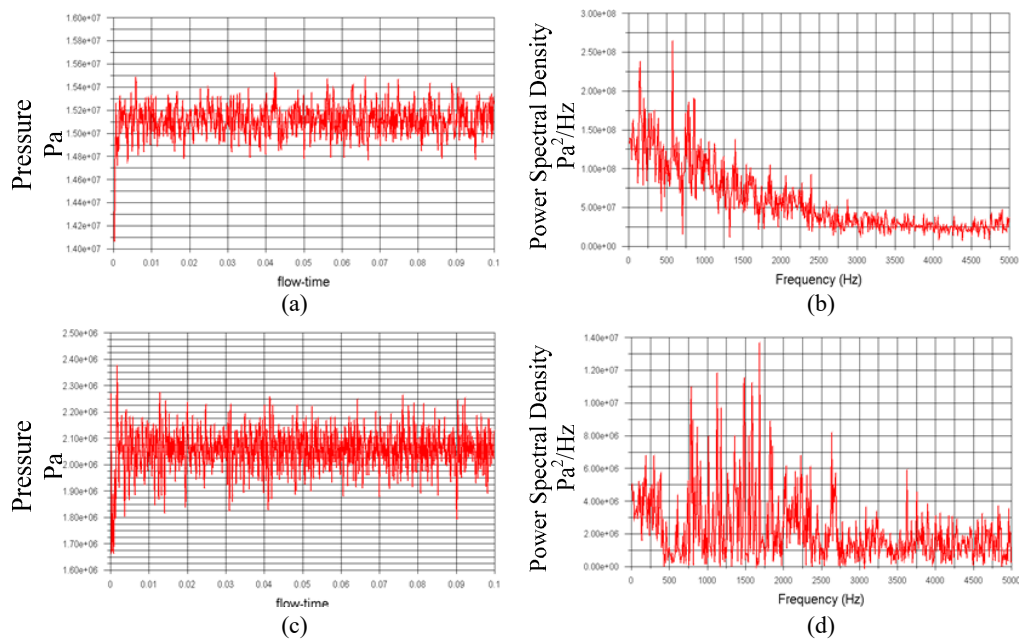 Pressure
Pa
1.60e+07
1.58e+07
1.56e+07
1.54e+07
1.52e+07
1.50e+07
1.48e+07
1.46e+07
1.44e+07
1.42e+07
1.40e+07
0 0.01 0.02 0.03 0.04 0.05 0.06 0.07 0.08 0.09 0.1
flow-time
(a)
Power Spectral Density
Pa²/Hz
3.00e+08
2.50e+08
2.00e+08
1.50e+08
1.00e+08
5.00e+07
0.00e+00
0 500 1000 1500 2000 2500 3000 3500 4000 4500 5000
Frequency (Hz)
(b)
Pressure
Pa
2.50e+06
2.40e+06
2.30e+06
2.20e+06
2.10e+06
2.00e+06
1.90e+06
1.80e+06
1.70e+06
1.60e+06
0 0.01 0.02 0.03 0.04 0.05 0.06 0.07 0.08 0.09 0.1
flow-time
(c)
Power Spectral Density
Pa²/Hz
1.40e+07
1.20e+07
1.00e+07
8.00e+06
6.00e+06
4.00e+06
2.00e+06
0.00e+00
0 500 1000 1500 2000 2500 3000 3500 4000 4500 5000
Frequency (Hz)
(d)